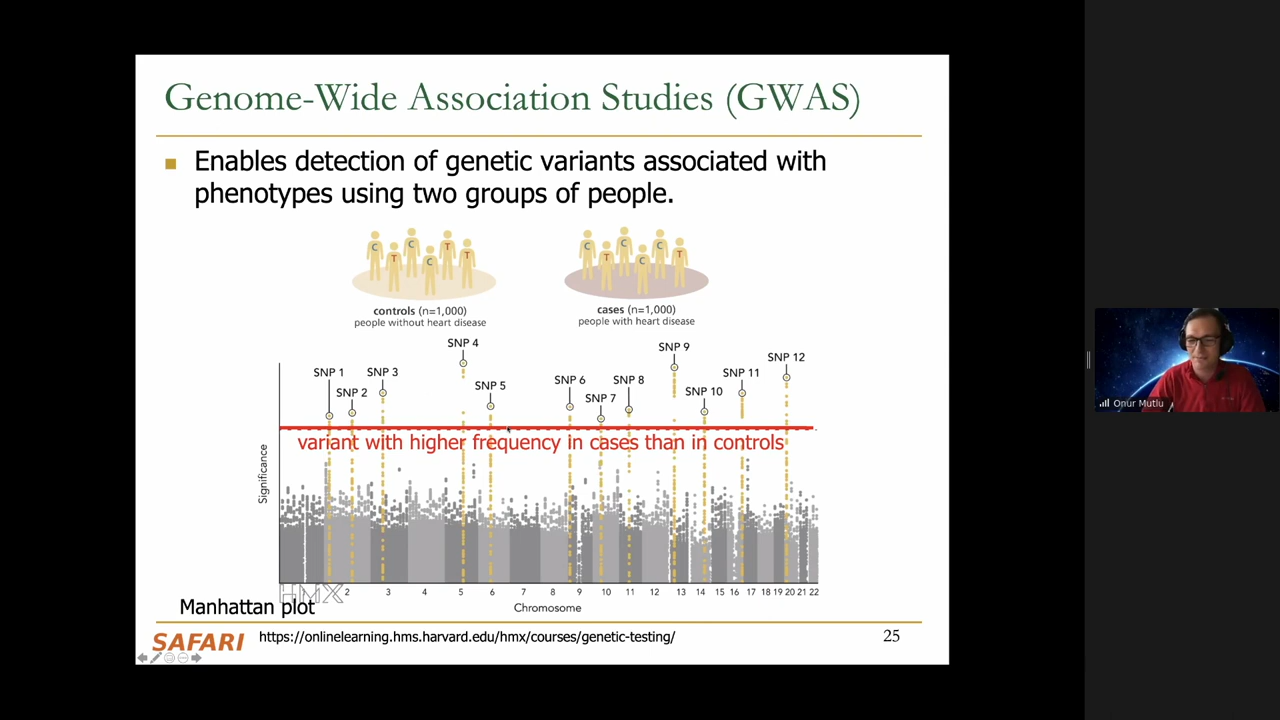 Genome-Wide Association Studies (GWAS)
Enables detection of genetic variants associated with
phenotypes using two groups of people.
C T C C T T
C T C C C T
controls (n=1,000)
people without heart disease
cases (n=1,000)
people with heart disease
SNP 1
SNP 2
SNP 3
SNP 4
SNP 5
SNP 6
SNP 7
SNP 8
SNP 9
SNP 10
SNP 11
SNP 12
variant with higher frequency in cases than in controls
Significance
HMX
2 3 4 5 6 7 8 9 10 11 12 13 14 15 16 17 18 19 20 21 22
Chromosome
Manhattan plot
SAFARI
https://onlinelearning.hms.harvard.edu/hmx/courses/genetic-testing/
25
Onur Mutlu